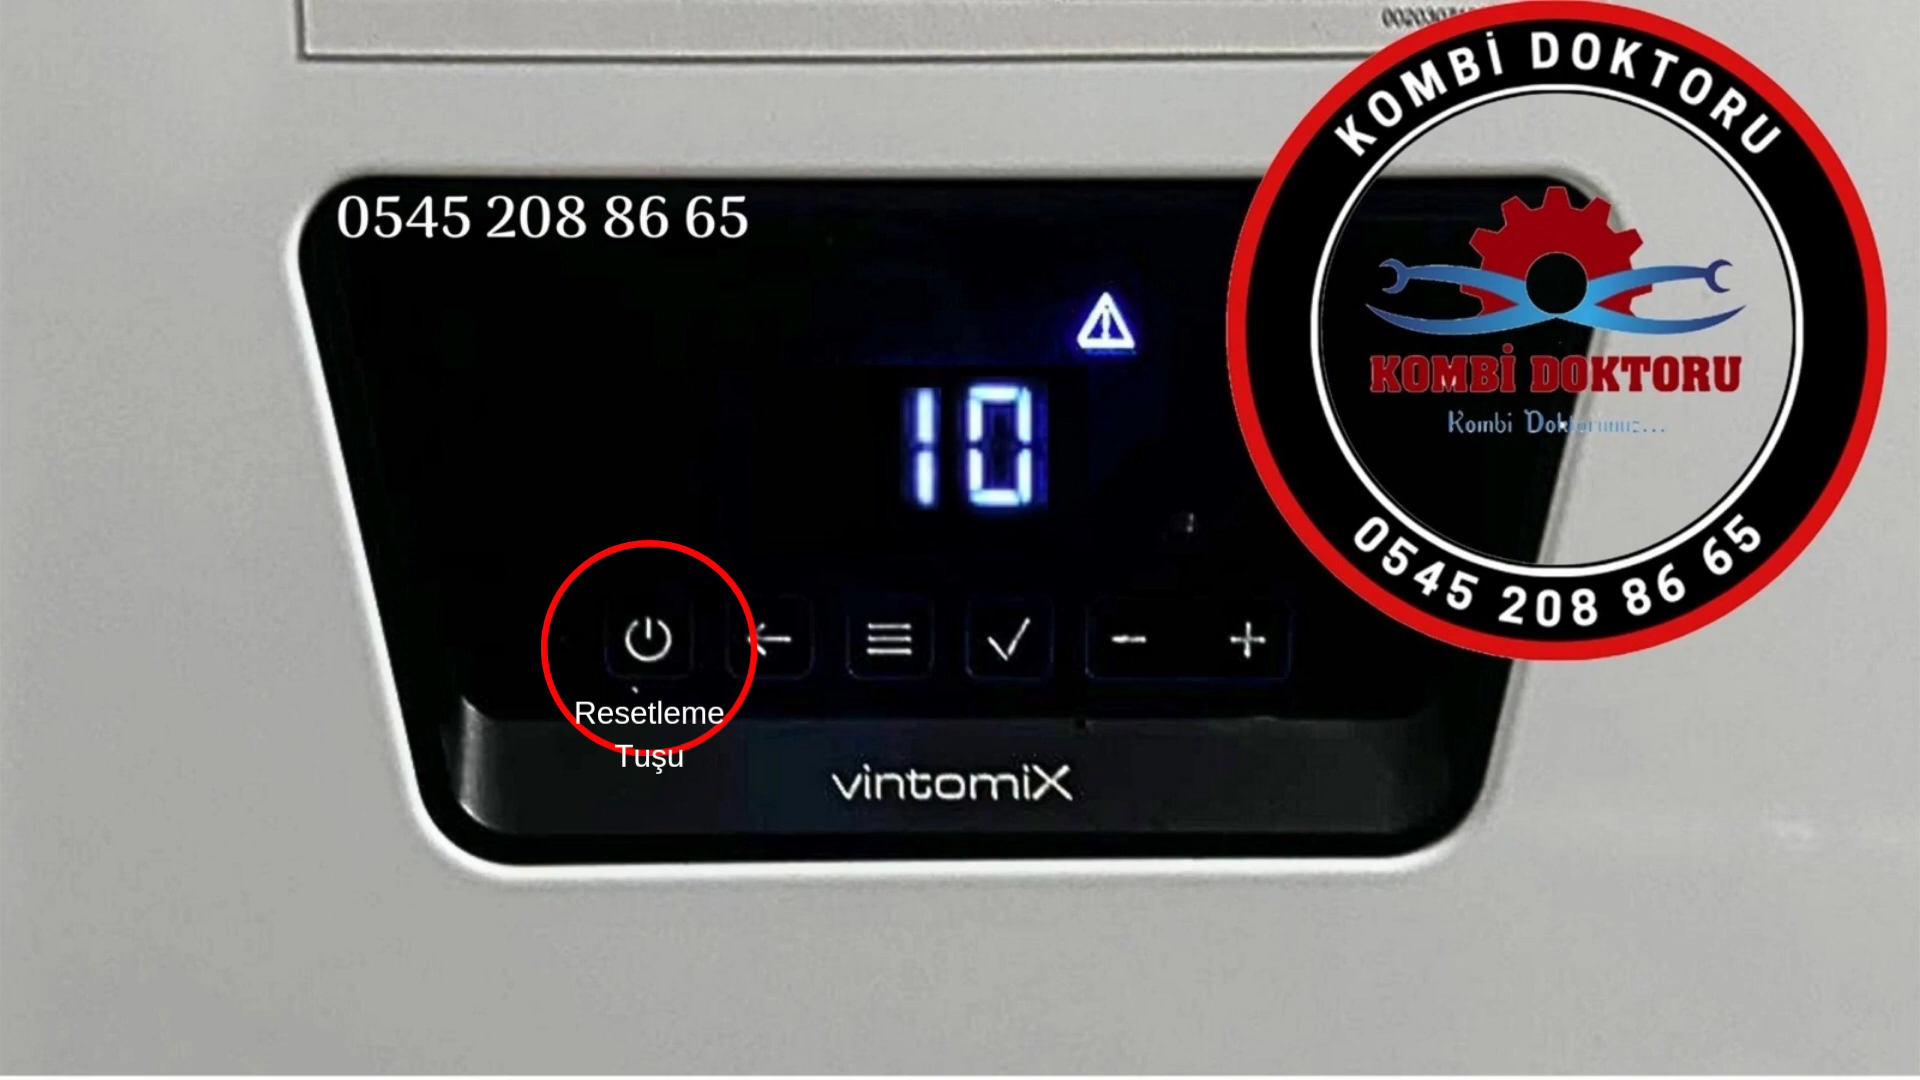 KOMBİ DOKTORU
0545 208 86 65
10
KOMBİ DOKTORU
0545 208 86 65
Resetleme
Tuşu
vintomiX